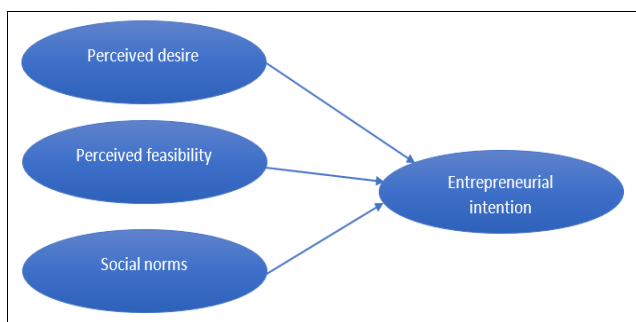 Perceived desire
Perceived feasibility
Social norms
Entrepreneurial
intention